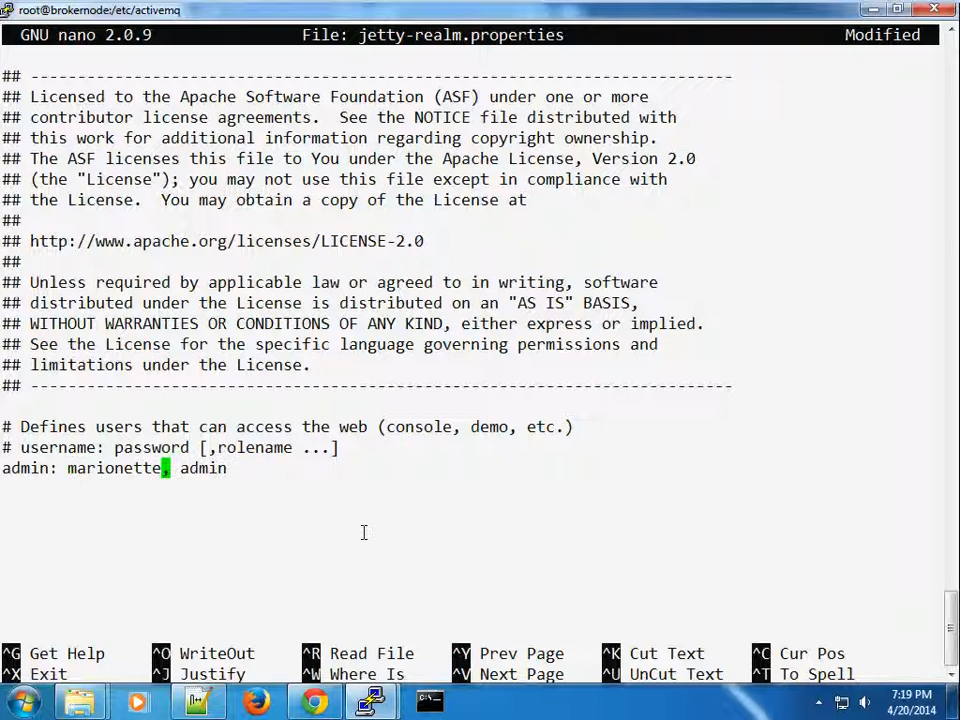 root@brokernode:/etc/activemq
GNU nano 2.0.9 File: jetty-realm.properties Modified
## ---------------------------------------------------------------------------
## Licensed to the Apache Software Foundation (ASF) under one or more
## contributor license agreements.  See the NOTICE file distributed with
## this work for additional information regarding copyright ownership.
## The ASF licenses this file to You under the Apache License, Version 2.0
## (the "License"); you may not use this file except in compliance with
## the License.  You may obtain a copy of the License at
##
## http://www.apache.org/licenses/LICENSE-2.0
##
## Unless required by applicable law or agreed to in writing, software
## distributed under the License is distributed on an "AS IS" BASIS,
## WITHOUT WARRANTIES OR CONDITIONS OF ANY KIND, either express or implied.
## See the License for the specific language governing permissions and
## limitations under the License.
## ---------------------------------------------------------------------------
# Defines users that can access the web (console, demo, etc.)
# username: password [,rolename ...]
admin: marionette, admin
^G Get Help ^O WriteOut ^R Read File ^Y Prev Page ^K Cut Text ^C Cur Pos
^X Exit ^J Justify ^W Where Is ^V Next Page ^U UnCut Text ^T To Spell
7:19 PM
4/20/2014